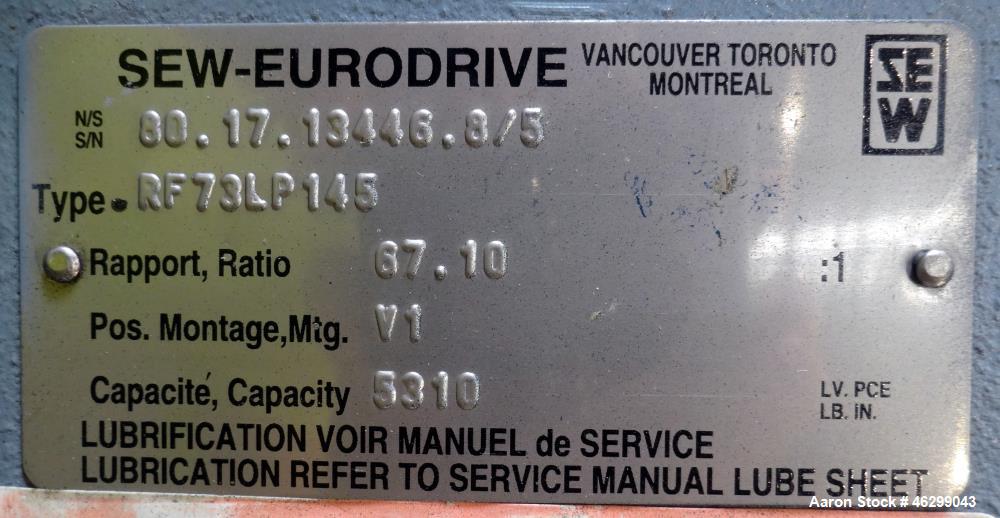 SEW-EURODRIVE VANCOUVER TORONTO
MONTREAL
SEW
N/S
S/N 80.17.13446.8/5
Type RF73LP145
Rapport, Ratio 67.10 :1
Pos. Montage,Mtg. V1
Capacité, Capacity 5310 LV. PCE
LB. IN.
LUBRIFICATION VOIR MANUEL de SERVICE
LUBRICATION REFER TO SERVICE MANUAL LUBE SHEET
Aaron Stock # 46299043